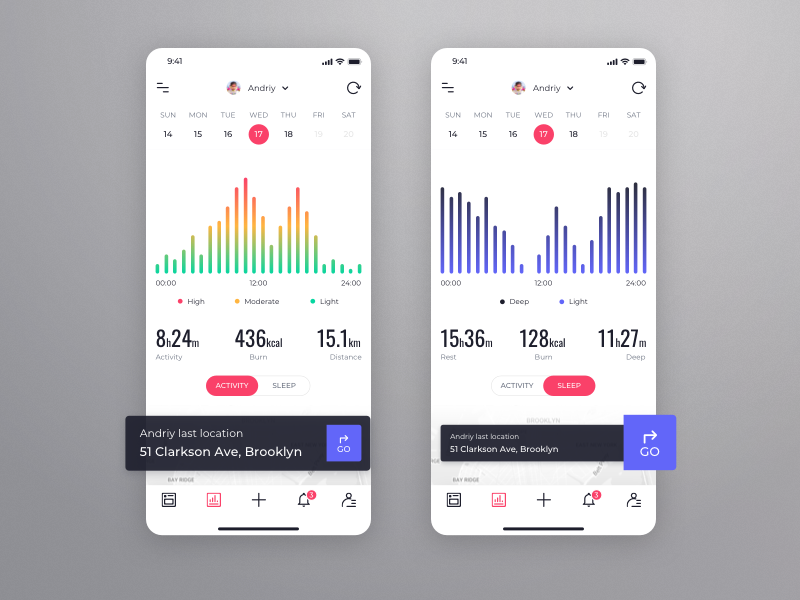 9:41
Andriy
SUN MON TUE WED THU FRI SAT
14 15 16 17 18 19 20
00:00 12:00 24:00
High Moderate Light
8h24m 436kcal 15.1km
Activity Burn Distance
ACTIVITY SLEEP
Andriy last location
51 Clarkson Ave, Brooklyn
GO
BAY RIDGE
3
9:41
Andriy
SUN MON TUE WED THU FRI SAT
14 15 16 17 18 19 20
00:00 12:00 24:00
Deep Light
15h36m 128kcal 11h27m
Rest Burn Deep
ACTIVITY SLEEP
BROOKLYN
Andriy last location
51 Clarkson Ave, Brooklyn
GO
BAY RIDGE
3